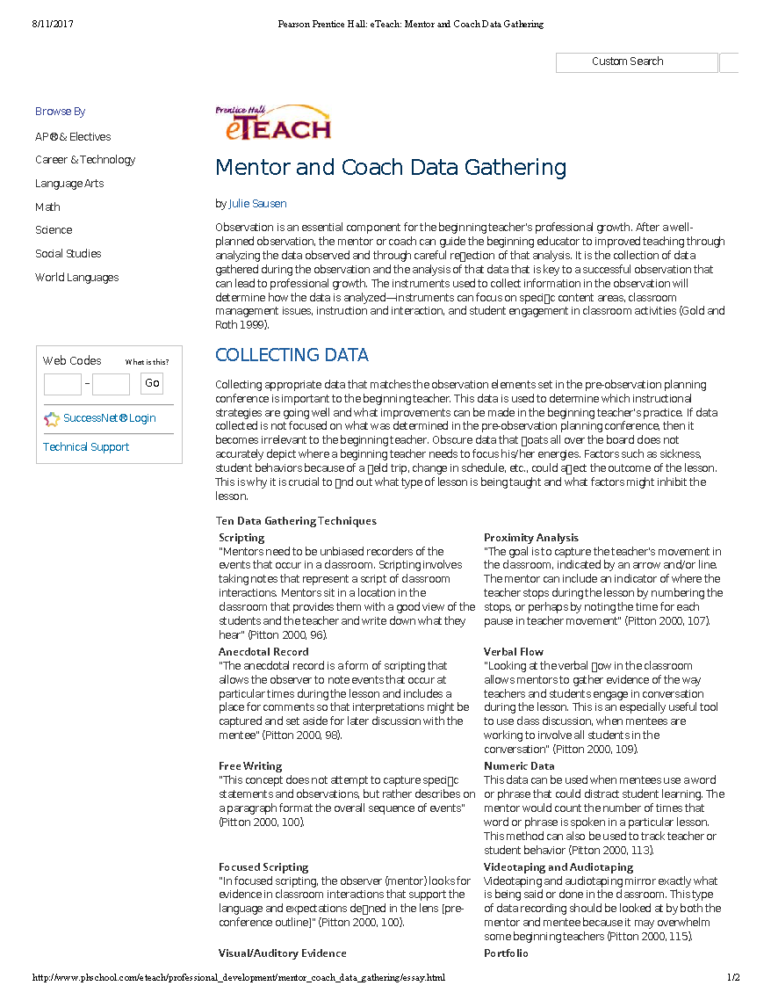 8/11/2017
Pearson Prentice Hall: eTeach: Mentor and Coach Data Gathering
Custom Search
Browse By
AP® & Electives
Career & Technology
Language Arts
Math
Science
Social Studies
World Languages
Web Codes What is this?
– Go
SuccessNet® Login
Technical Support
Prentice Hall
eTEACH
Mentor and Coach Data Gathering
by Julie Sausen
Observation is an essential component for the beginning teacher's professional growth. After a well-
planned observation, the mentor or coach can guide the beginning educator to improved teaching through
analyzing the data observed and through careful re▯ection of that analysis. It is the collection of data
gathered during the observation and the analysis of that data that is key to a successful observation that
can lead to professional growth. The instruments used to collect information in the observation will
determine how the data is analyzed—instruments can focus on speci▯c content areas, classroom
management issues, instruction and interaction, and student engagement in classroom activities (Gold and
Roth 1999).
COLLECTING DATA
Collecting appropriate data that matches the observation elements set in the pre-observation planning
conference is important to the beginning teacher. This data is used to determine which instructional
strategies are going well and what improvements can be made in the beginning teacher's practice. If data
collected is not focused on what was determined in the pre-observation planning conference, then it
becomes irrelevant to the beginning teacher. Obscure data that ▯oats all over the board does not
accurately depict where a beginning teacher needs to focus his/her energies. Factors such as sickness,
student behaviors because of a ▯eld trip, change in schedule, etc., could a▯ect the outcome of the lesson.
This is why it is crucial to ▯nd out what type of lesson is being taught and what factors might inhibit the
lesson.
Ten Data Gathering Techniques
Scripting
"Mentors need to be unbiased recorders of the
events that occur in a classroom. Scripting involves
taking notes that represent a script of classroom
interactions. Mentors sit in a location in the
classroom that provides them with a good view of the
students and the teacher and write down what they
hear" (Pitton 2000, 96).
Proximity Analysis
"The goal is to capture the teacher's movement in
the classroom, indicated by an arrow and/or line.
The mentor can include an indicator of where the
teacher stops during the lesson by numbering the
stops, or perhaps by noting the time for each
pause in teacher movement" (Pitton 2000, 107).
Anecdotal Record
"The anecdotal record is a form of scripting that
allows the observer to note events that occur at
particular times during the lesson and includes a
place for comments so that interpretations might be
captured and set aside for later discussion with the
mentee" (Pitton 2000, 98).
Verbal Flow
"Looking at the verbal ▯ow in the classroom
allows mentors to gather evidence of the way
teachers and students engage in conversation
during the lesson. This is an especially useful tool
to use class discussion, when mentees are
working to involve all students in the
conversation" (Pitton 2000, 109).
Free Writing
"This concept does not attempt to capture speci▯c
statements and observations, but rather describes on
a paragraph format the overall sequence of events"
(Pitton 2000, 100).
Numeric Data
This data can be used when mentees use a word
or phrase that could distract student learning. The
mentor would count the number of times that
word or phrase is spoken in a particular lesson.
This method can also be used to track teacher or
student behavior (Pitton 2000, 113).
Focused Scripting
"In focused scripting, the observer (mentor) looks for
evidence in classroom interactions that support the
language and expectations de▯ned in the lens [pre-
conference outline]" (Pitton 2000, 100).
Videotaping and Audiotaping
Videotaping and audiotaping mirror exactly what
is being said or done in the classroom. This type
of data recording should be looked at by both the
mentor and mentee because it may overwhelm
some beginning teachers (Pitton 2000, 115).
Visual/Auditory Evidence
Portfolio
http://www.phschool.com/eteach/professional_development/mentor_coach_data_gathering/essay.html
1/2